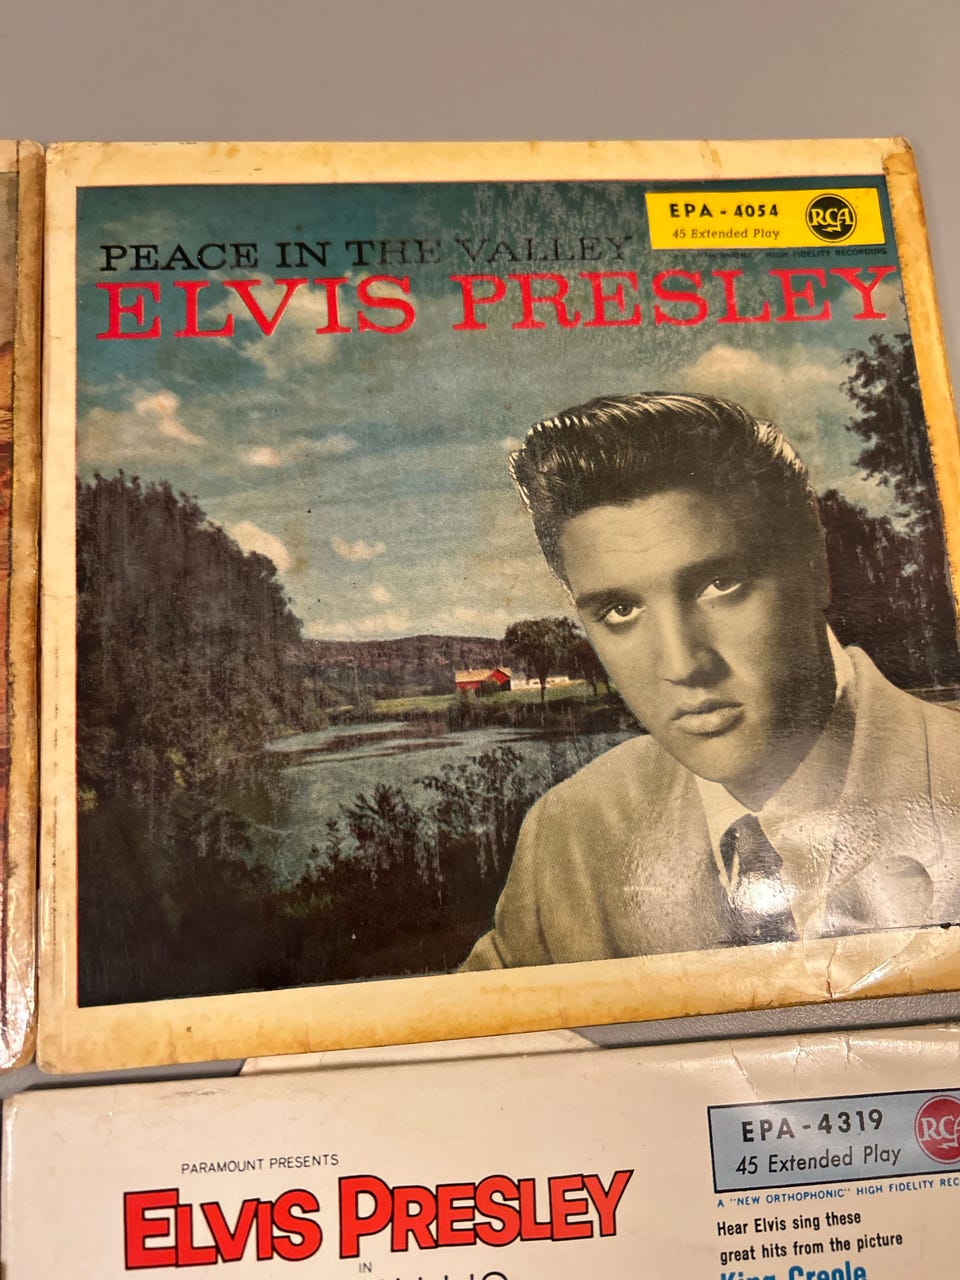 PEACE IN THE VALLEY
ELVIS PRESLEY
EPA - 4054
45 Extended Play
RCA
HIGH FIDELITY RECORDING
PARAMOUNT PRESENTS
ELVIS PRESLEY
IN
EPA - 4319
45 Extended Play
RCA
A "NEW ORTHOPHONIC" HIGH FIDELITY REC
Hear Elvis sing these
great hits from the picture
King Creole